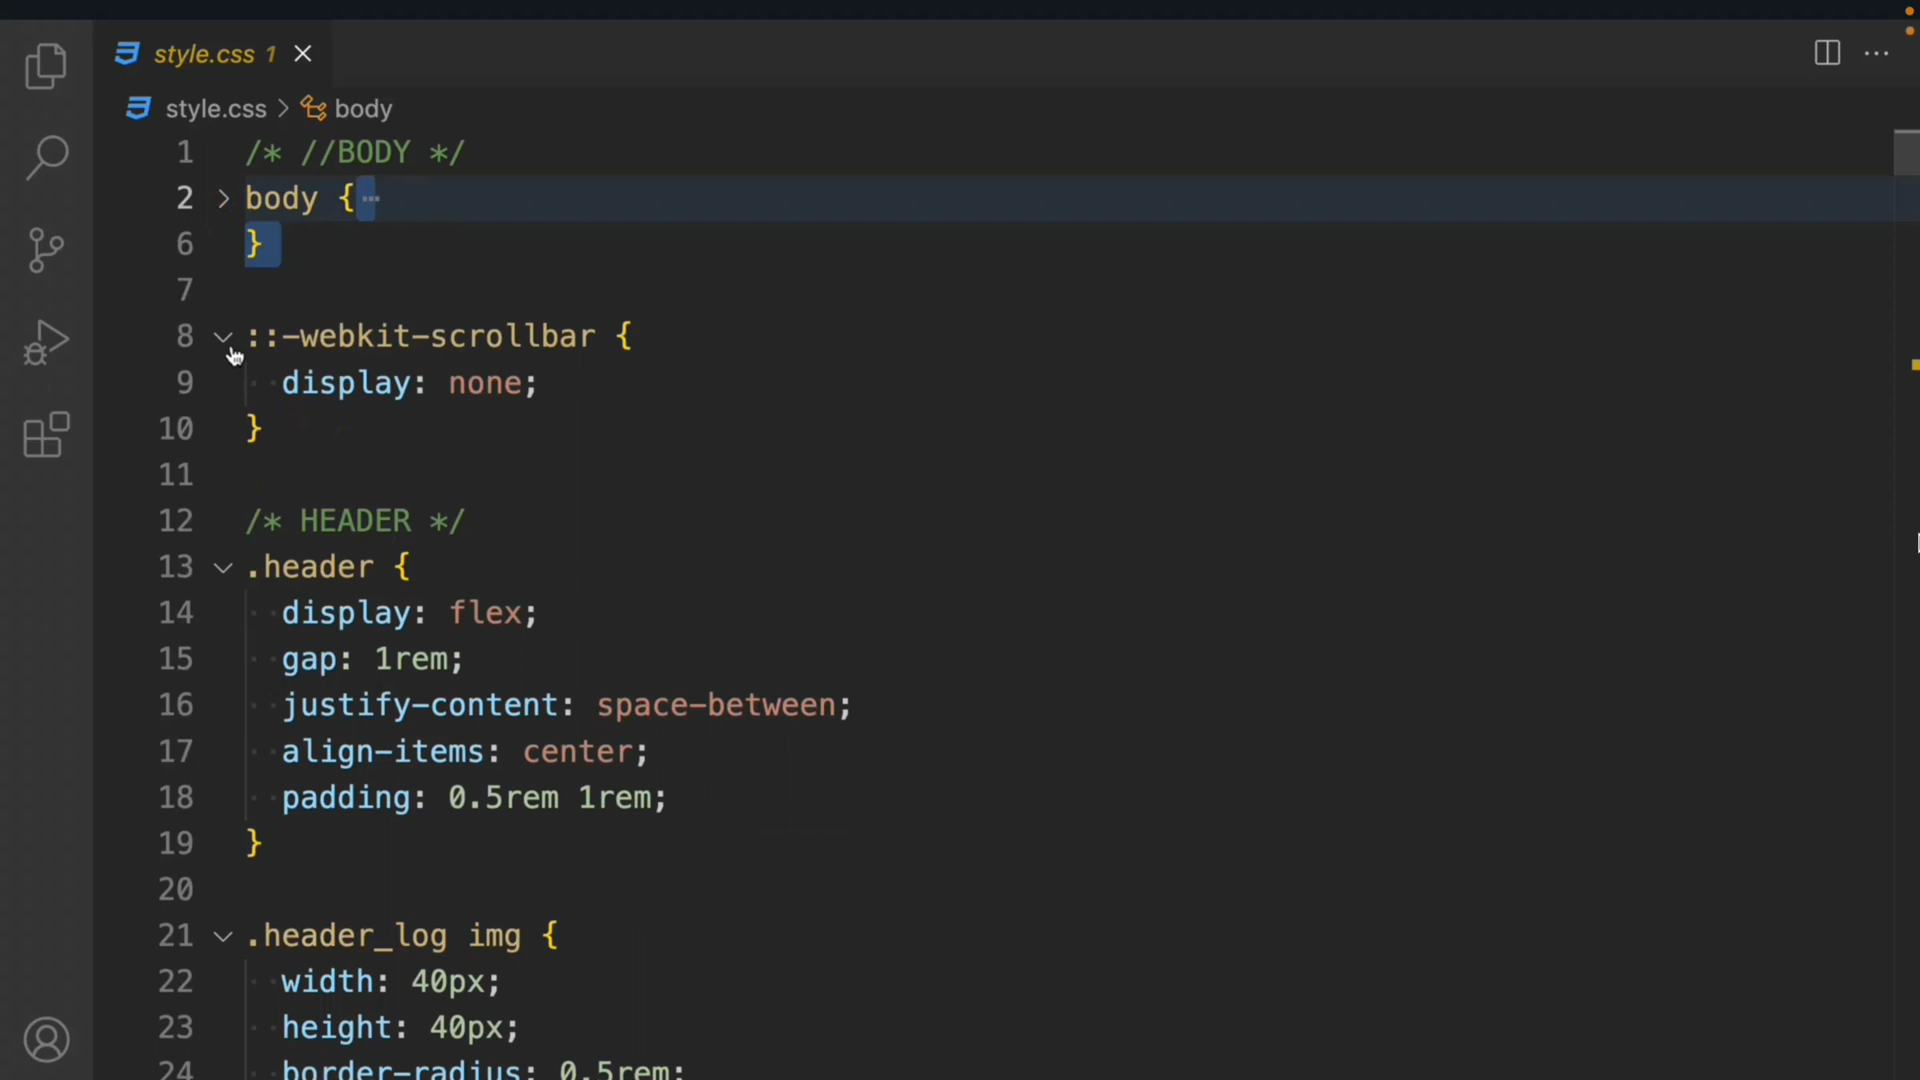 style.css 1
style.css > body
1 /* //BODY */
2 body {
6 }
7
8 ::-webkit-scrollbar {
9 display: none;
10 }
11
12 /* HEADER */
13 .header {
14 display: flex;
15 gap: 1rem;
16 justify-content: space-between;
17 align-items: center;
18 padding: 0.5rem 1rem;
19 }
20
21 .header_log img {
22 width: 40px;
23 height: 40px;
24 border-radius: 0.5rem;